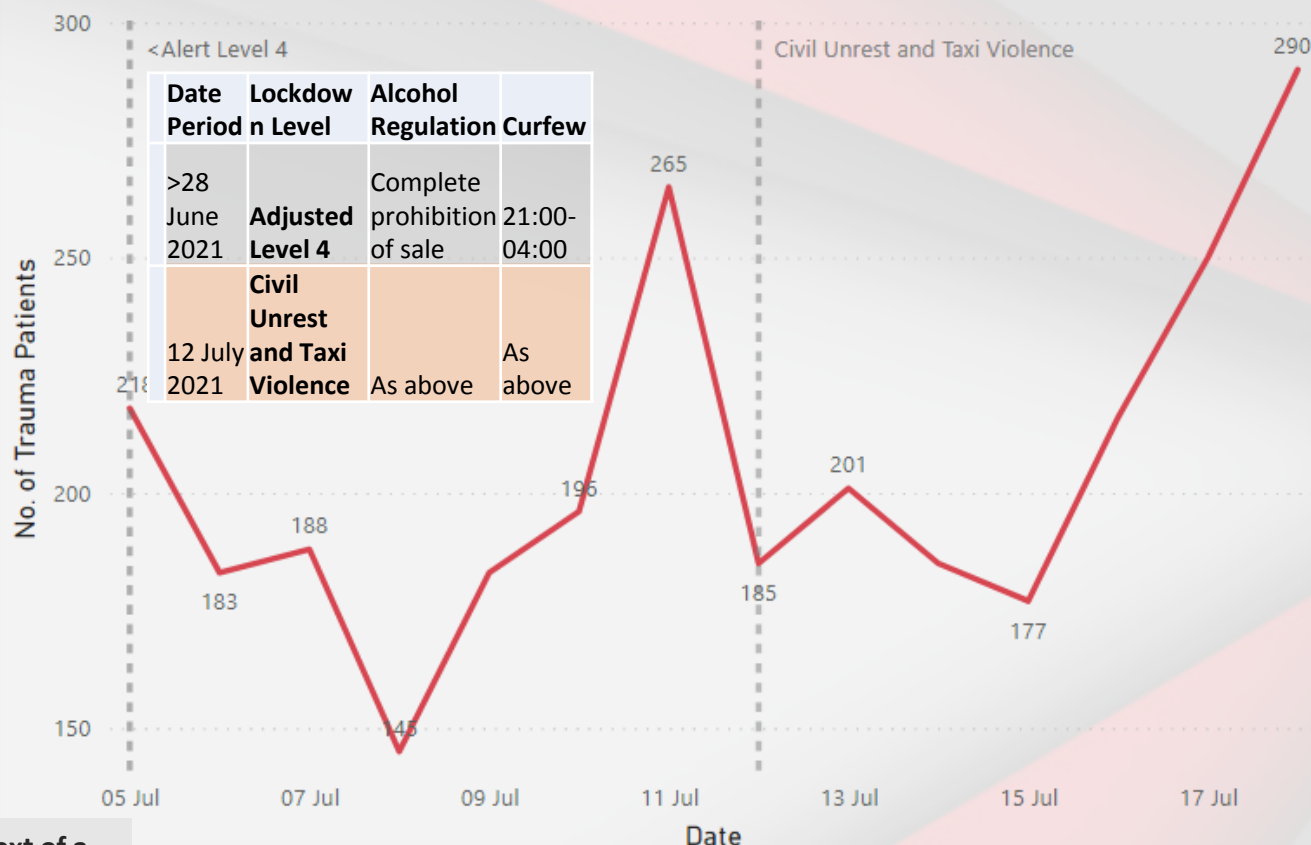 300
<Alert Level 4
Civil Unrest and Taxi Violence
290
Date Lockdow Alcohol
Period n Level Regulation Curfew
>28 Complete
June Adjusted prohibition 21:00-
2021 Level 4 of sale 04:00
Civil
Unrest
12 July and Taxi As
2021 Violence As above above
265
250
218
No. of Trauma Patients
201
200
196
188
185
183
177
150
145
05 Jul 07 Jul 09 Jul 11 Jul 13 Jul 15 Jul 17 Jul
Date
of a